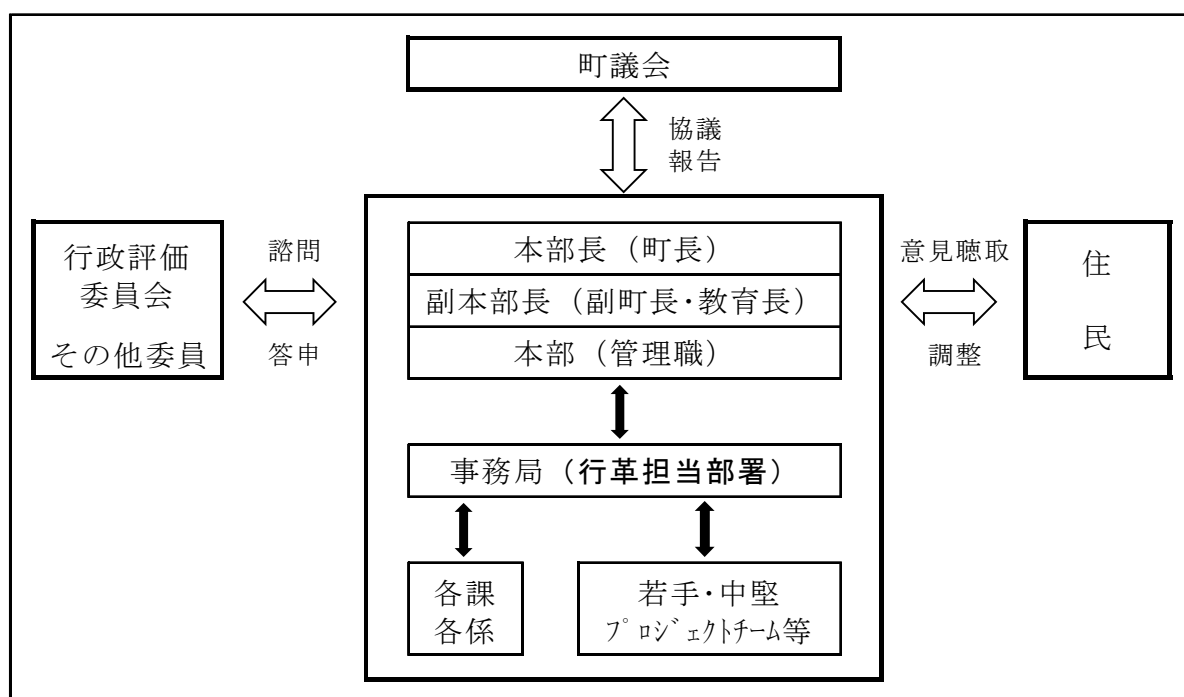 町議会
協議
報告
行政評価
委員会
その他委員
諮問
答申
本部長（町長）
副本部長（副町長・教育長）
本部（管理職）
意見聴取
調整
住
民
事務局（行革担当部署）
各課
各係
若手・中堅
ﾌﾟﾛｼﾞｪｸﾄﾁｰﾑ等